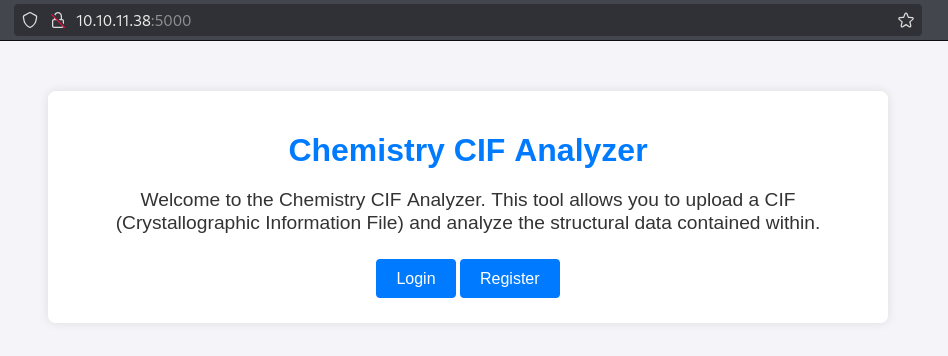 10.10.11.38:5000
Chemistry CIF Analyzer
Welcome to the Chemistry CIF Analyzer. This tool allows you to upload a CIF
(Crystallographic Information File) and analyze the structural data contained within.
Login Register